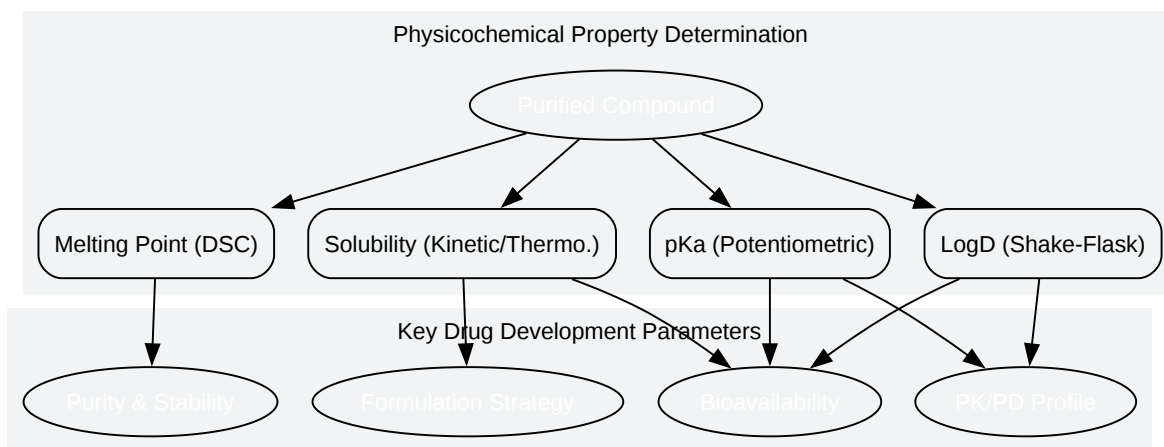 Physicochemical Property Determination
Purified Compound
Melting Point (DSC)
Solubility (Kinetic/Thermo.)
pKa (Potentiometric)
LogD (Shake-Flask)
Key Drug Development Parameters
Purity & Stability
Formulation Strategy
Bioavailability
PK/PD Profile